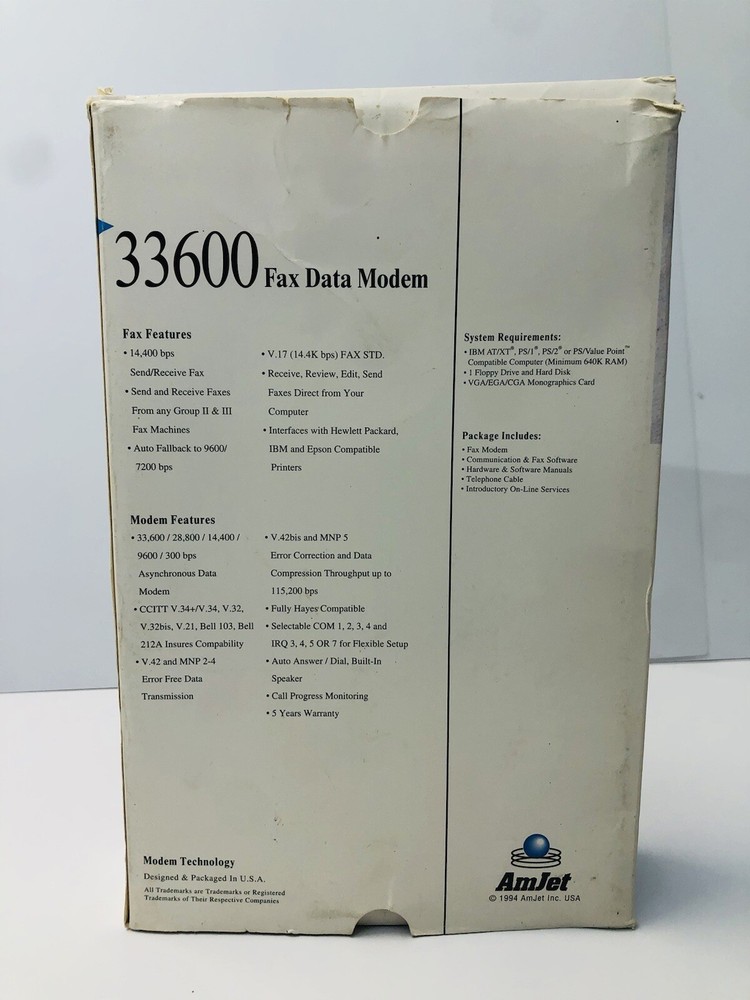 33600 Fax Data Modem
Fax Features
• 14,400 bps
Send/Receive Fax
• Send and Receive Faxes
From any Group II & III
Fax Machines
• Auto Fallback to 9600/
7200 bps
• V.17 (14.4K bps) FAX STD.
• Receive, Review, Edit, Send
Faxes Direct from Your
Computer
• Interfaces with Hewlett Packard,
IBM and Epson Compatible
Printers
Modem Features
• 33,600 / 28,800 / 14,400 /
9600 / 300 bps
Asynchronous Data
Modem
• CCITT V.34+/V.34, V.32,
V.32bis, V.21, Bell 103, Bell
212A Insures Compability
• V.42 and MNP 2-4
Error Free Data
Transmission
• V.42bis and MNP 5
Error Correction and Data
Compression Throughput up to
115,200 bps
• Fully Hayes Compatible
• Selectable COM 1, 2, 3, 4 and
IRQ 3, 4, 5 OR 7 for Flexible Setup
• Auto Answer / Dial, Built-In
Speaker
• Call Progress Monitoring
• 5 Years Warranty
Modem Technology
Designed & Packaged In U.S.A.
All Trademarks are Trademarks or Registered
Trademarks of Their Respective Companies
System Requirements:
• IBM AT/XT®, PS/1®, PS/2® or PS/Value Point™
Compatible Computer (Minimum 640K RAM)
• 1 Floppy Drive and Hard Disk
• VGA/EGA/CGA Monographics Card
Package Includes:
• Fax Modem
• Communication & Fax Software
• Hardware & Software Manuals
• Telephone Cable
• Introductory On-Line Services
AmJet
© 1994 AmJet Inc. USA